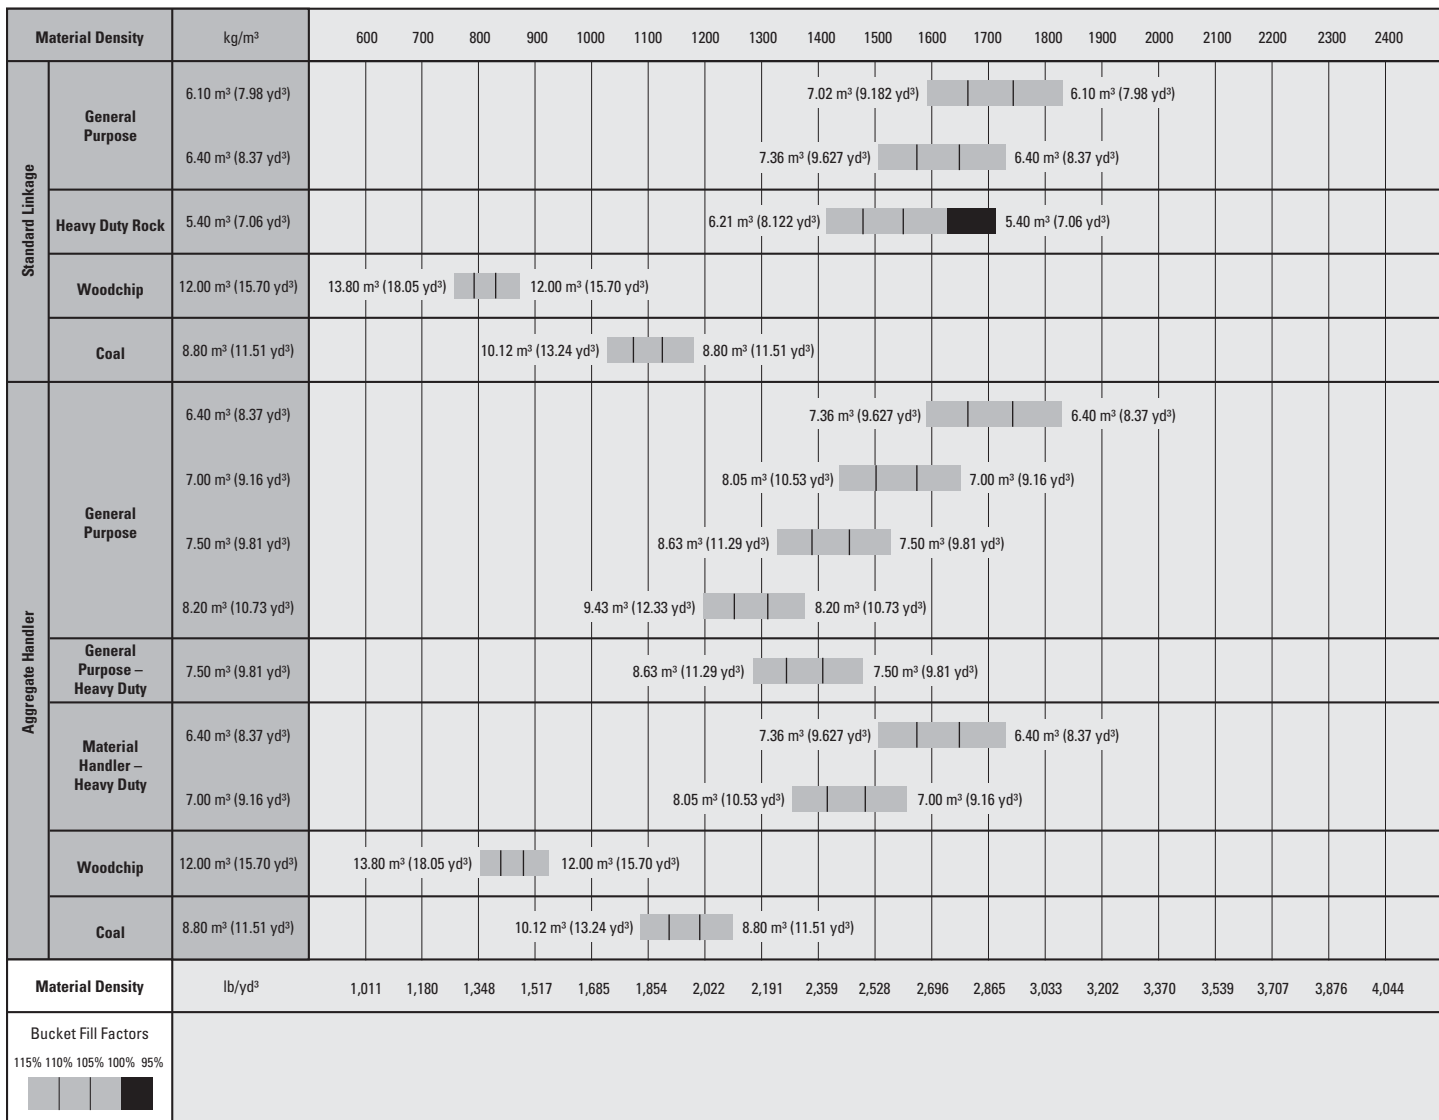 Material Density kg/m³ 600 700 800 900 1000 1100 1200 1300 1400 1500 1600 1700 1800 1900 2000 2100 2200 2300 2400
Standard Linkage
General
Purpose
6.10 m³ (7.98 yd³) 7.02 m³ (9.182 yd³) 6.10 m³ (7.98 yd³)
6.40 m³ (8.37 yd³) 7.36 m³ (9.627 yd³) 6.40 m³ (8.37 yd³)
Heavy Duty Rock 5.40 m³ (7.06 yd³) 6.21 m³ (8.122 yd³) 5.40 m³ (7.06 yd³)
Woodchip 12.00 m³ (15.70 yd³) 13.80 m³ (18.05 yd³) 12.00 m³ (15.70 yd³)
Coal 8.80 m³ (11.51 yd³) 10.12 m³ (13.24 yd³) 8.80 m³ (11.51 yd³)
Aggregate Handler
General
Purpose
6.40 m³ (8.37 yd³) 7.36 m³ (9.627 yd³) 6.40 m³ (8.37 yd³)
7.00 m³ (9.16 yd³) 8.05 m³ (10.53 yd³) 7.00 m³ (9.16 yd³)
7.50 m³ (9.81 yd³) 8.63 m³ (11.29 yd³) 7.50 m³ (9.81 yd³)
8.20 m³ (10.73 yd³) 9.43 m³ (12.33 yd³) 8.20 m³ (10.73 yd³)
General
Purpose –
Heavy Duty
7.50 m³ (9.81 yd³) 8.63 m³ (11.29 yd³) 7.50 m³ (9.81 yd³)
Material
Handler –
Heavy Duty
6.40 m³ (8.37 yd³) 7.36 m³ (9.627 yd³) 6.40 m³ (8.37 yd³)
7.00 m³ (9.16 yd³) 8.05 m³ (10.53 yd³) 7.00 m³ (9.16 yd³)
Woodchip 12.00 m³ (15.70 yd³) 13.80 m³ (18.05 yd³) 12.00 m³ (15.70 yd³)
Coal 8.80 m³ (11.51 yd³) 10.12 m³ (13.24 yd³) 8.80 m³ (11.51 yd³)
Material Density lb/yd³ 1,011 1,180 1,348 1,517 1,685 1,854 2,022 2,191 2,359 2,528 2,696 2,865 3,033 3,202 3,370 3,539 3,707 3,876 4,044
Bucket Fill Factors
115% 110% 105% 100% 95%